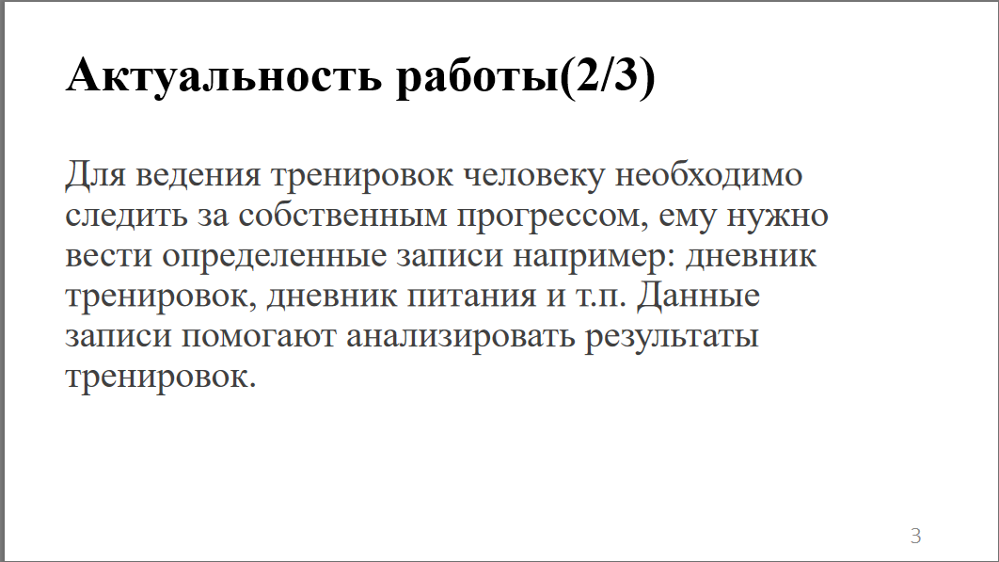 Актуальность работы(2/3)
Для ведения тренировок человеку необходимо
следить за собственным прогрессом, ему нужно
вести определенные записи например: дневник
тренировок, дневник питания и т.п. Данные
записи помогают анализировать результаты
тренировок.
3